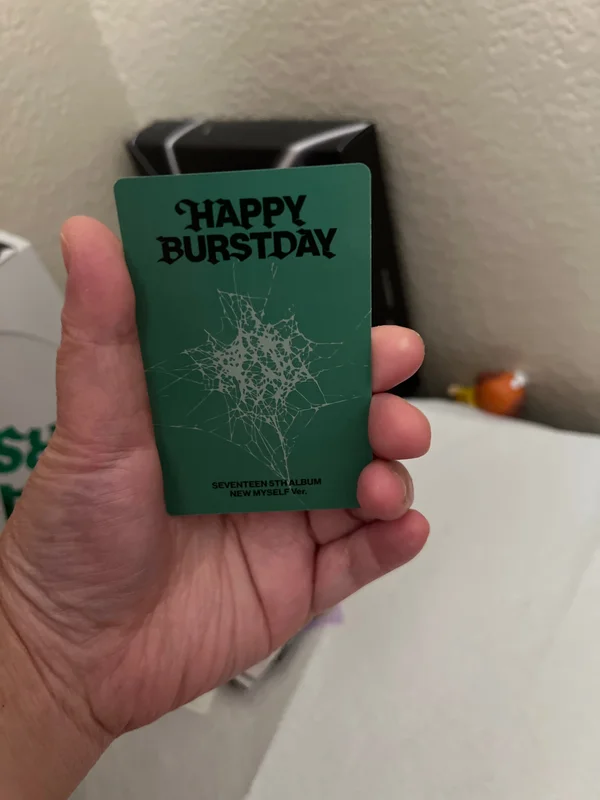 HAPPY
BURSTDAY
SEVENTEEN 5TH ALBUM
NEW MYSELF Ver.